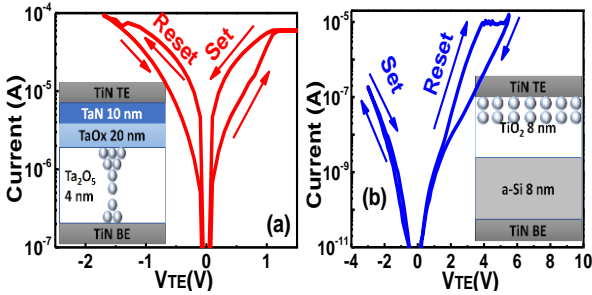 10⁻⁴
10⁻⁵
10⁻⁶
10⁻⁷
Current (A)
Reset
Set
TiN TE
TaN 10 nm
TaOx 20 nm
Ta₂O₅
4 nm
TiN BE
(a)
-2
-1
0
1
2
VTE(V)
10⁻⁵
10⁻⁷
10⁻⁹
10⁻¹¹
Current (A)
Set
Reset
TiN TE
TiO₂ 8 nm
a-Si 8 nm
TiN BE
(b)
-4
-2
0
2
4
6
8
10
VTE(V)